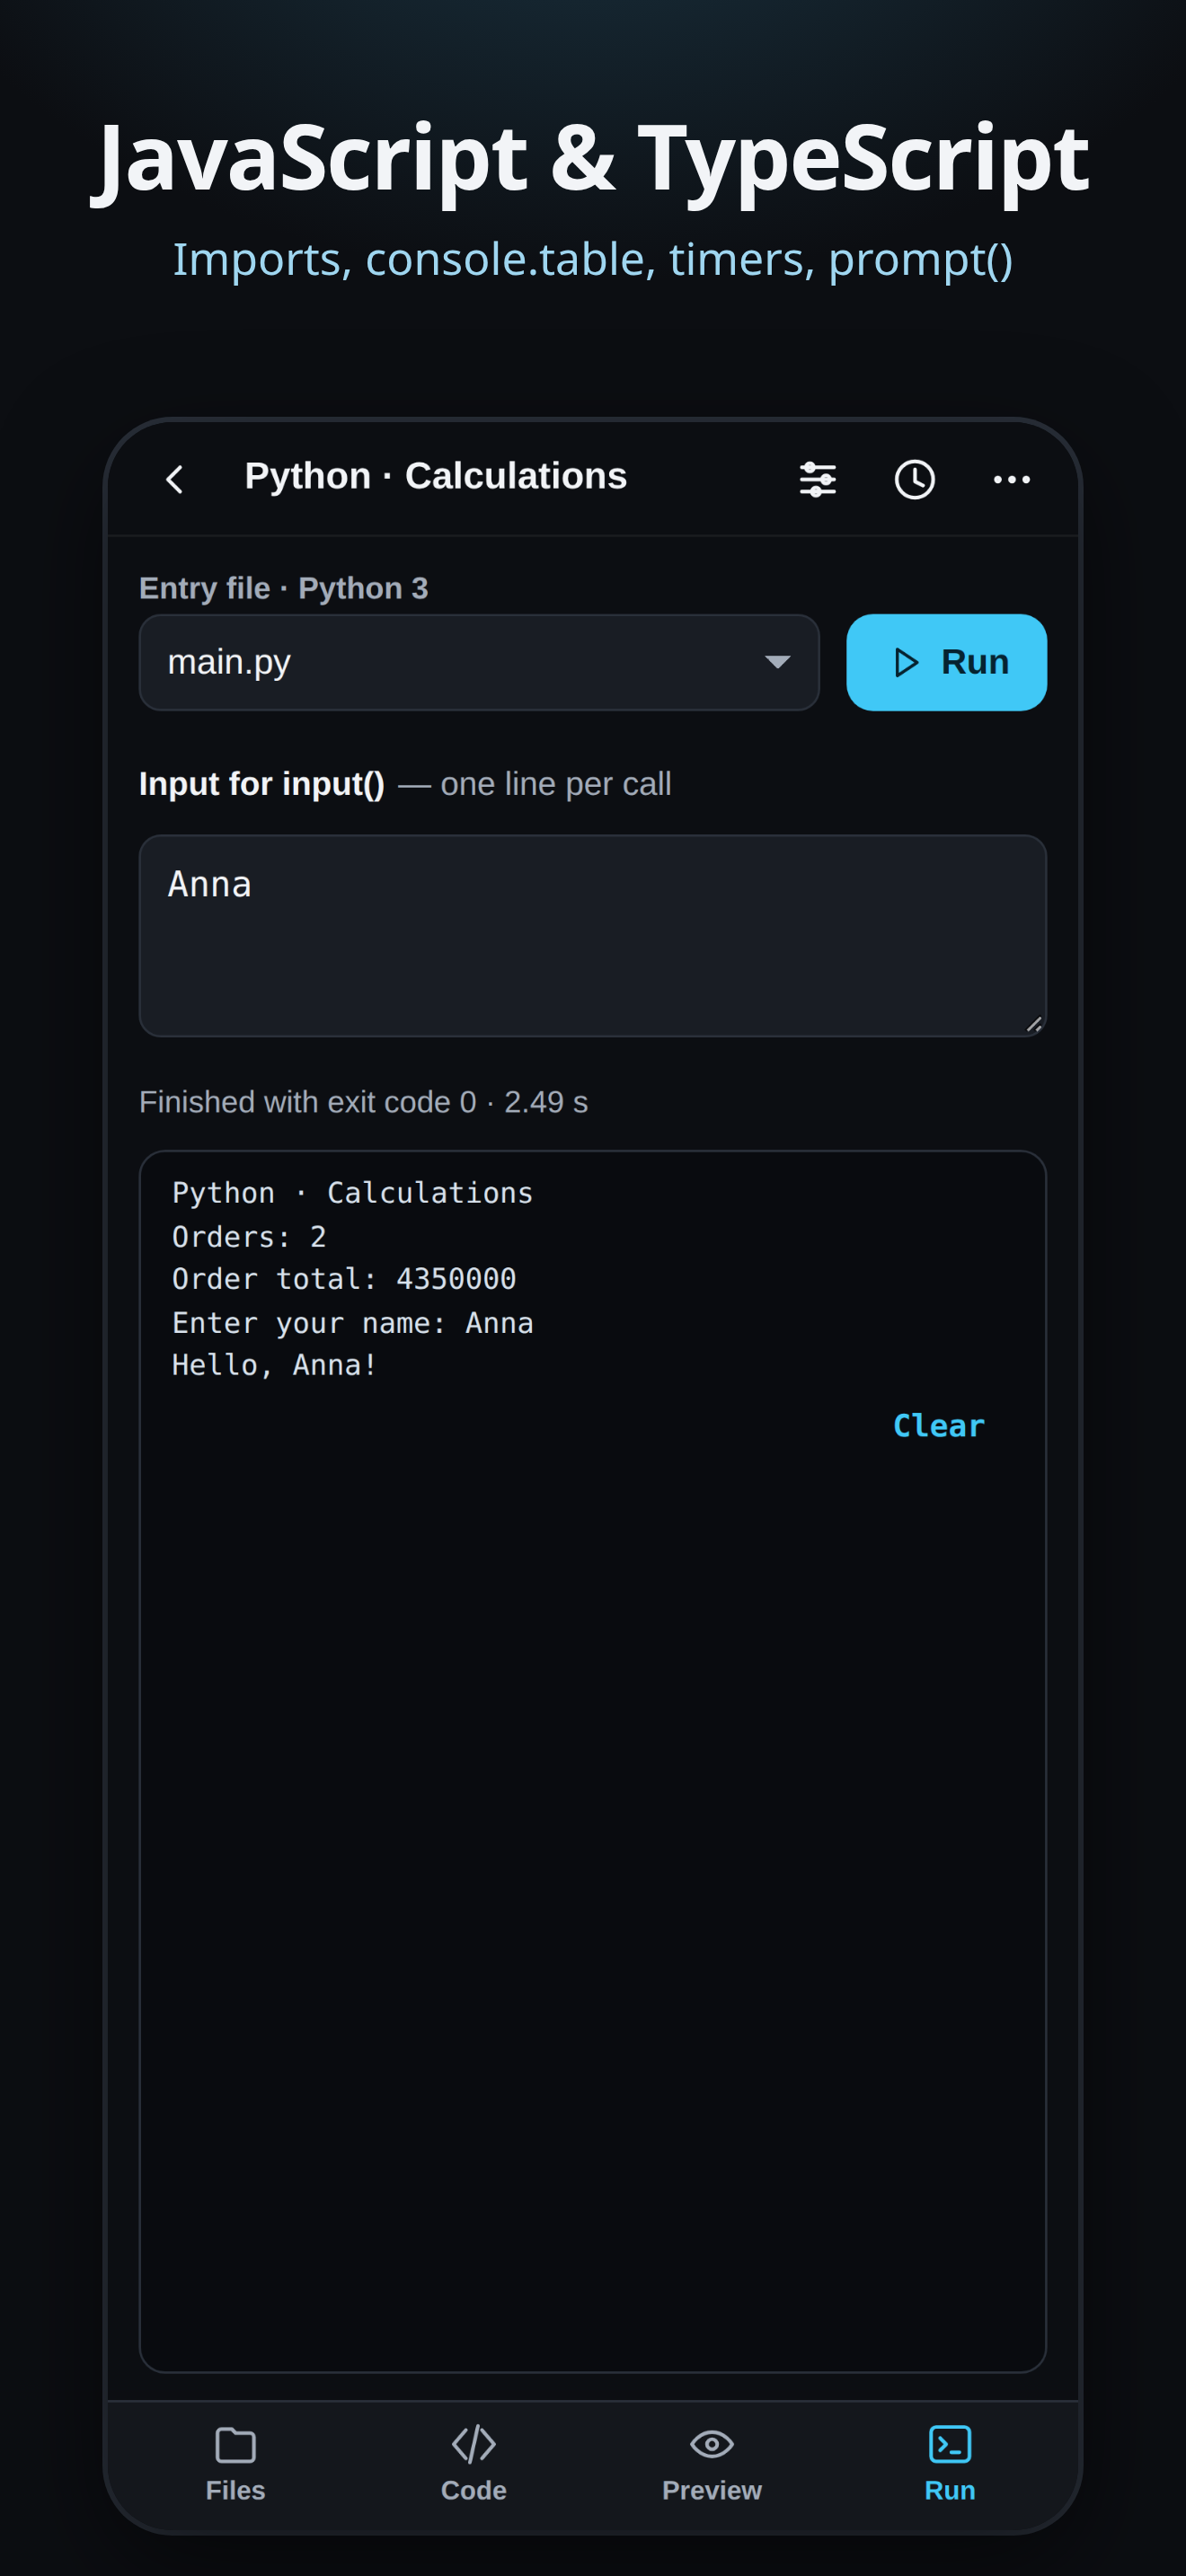 JavaScript & TypeScript
Imports, console.table, timers, prompt()
Python · Calculations
Entry file · Python 3
main.py
Run
Input for input() — one line per call
Anna
Finished with exit code 0 · 2.49 s
Python · Calculations
Orders: 2
Order total: 4350000
Enter your name: Anna
Hello, Anna!
Clear
Files
Code
Preview
Run